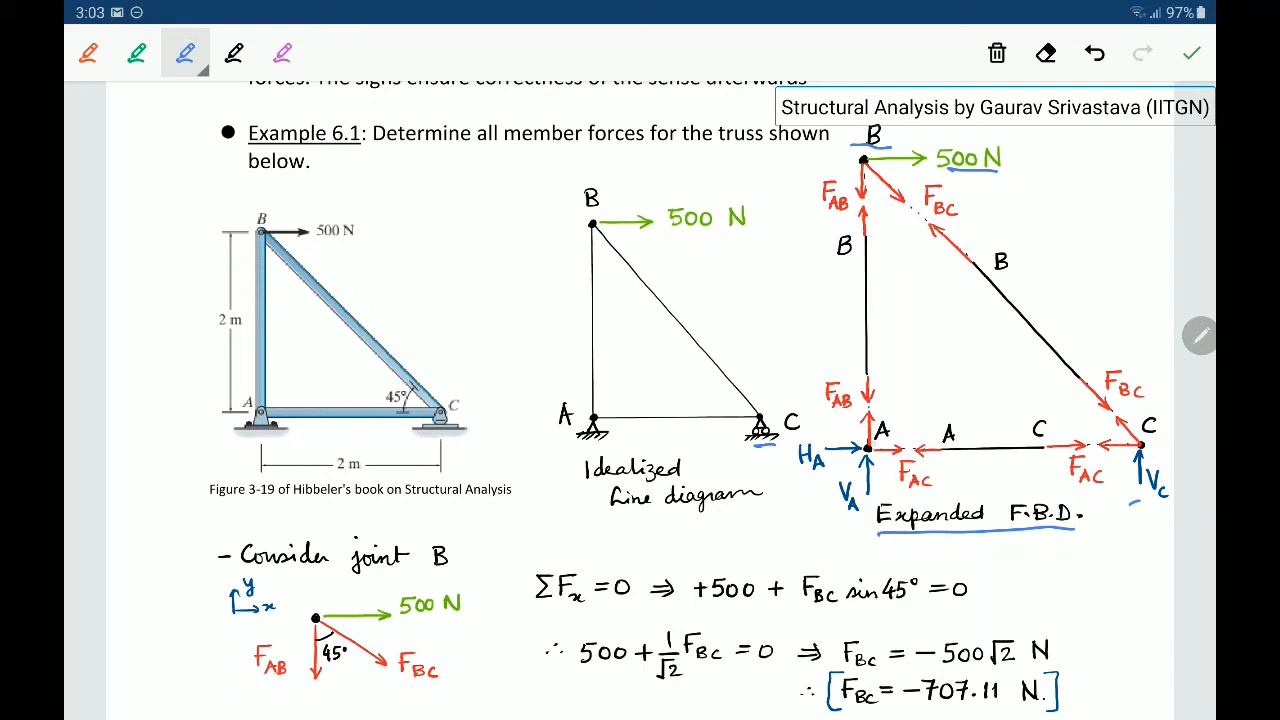 3:03
97%
forces. The signs ensure correctness of the sense afterwards
Structural Analysis by Gaurav Srivastava (IITGN)
Example 6.1: Determine all member forces for the truss shown
below.
B
500 N
2 m
45°
A
C
2 m
Figure 3-19 of Hibbeler's book on Structural Analysis
B
500 N
A
C
Idealized
Line diagram
B
500 N
F_AB
F_BC
B
B
F_AB
F_BC
A
A
C
C
H_A
F_AC
F_AC
V_A
V_C
Expanded F.B.D.
- Consider joint B
y
x
500 N
F_AB
45°
F_BC
ΣF_x = 0 ⇒ +500 + F_BC sin45° = 0
∴ 500 + 1/√2 F_BC = 0 ⇒ F_BC = -500√2 N
∴ [F_BC = -707.11 N.]